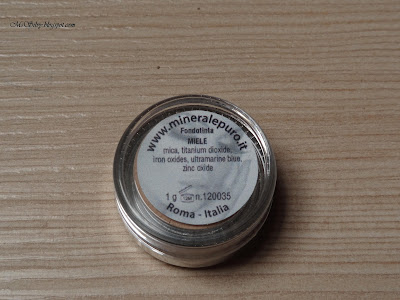 www.mineralepuro.it
Fondotinta
MIELE
mica, titanium dioxide,
iron oxides, ultramarine blue,
zinc oxide
1 g n.120035
Roma - Italia